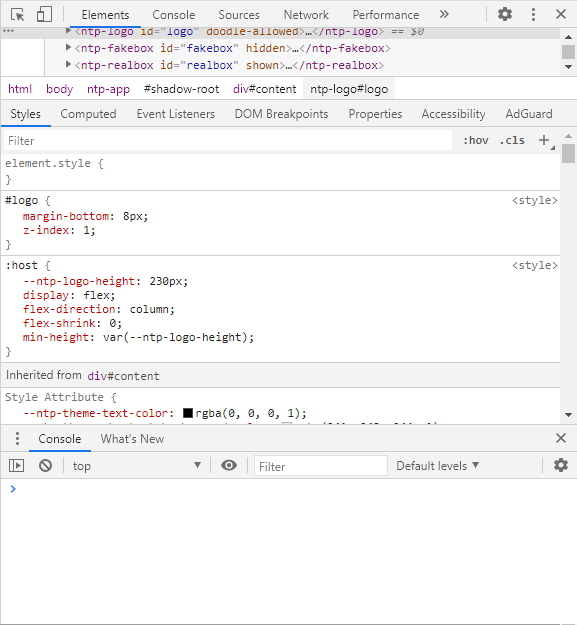 Elements Console Sources Network Performance »
··· <ntp-logo id="logo" doodle-allowed>…</ntp-logo> == $0
<ntp-fakebox id="fakebox" hidden>…</ntp-fakebox>
<ntp-realbox id="realbox" shown>…</ntp-realbox>
html body ntp-app #shadow-root div#content ntp-logo#logo
Styles Computed Event Listeners DOM Breakpoints Properties Accessibility AdGuard
Filter :hov .cls +
element.style {
}
#logo { <style>
margin-bottom: 8px;
z-index: 1;
}
:host { <style>
--ntp-logo-height: 230px;
display: flex;
flex-direction: column;
flex-shrink: 0;
min-height: var(--ntp-logo-height);
}
Inherited from div#content
Style Attribute {
--ntp-theme-text-color: rgba(0, 0, 0, 1);
Console What's New
top Filter Default levels